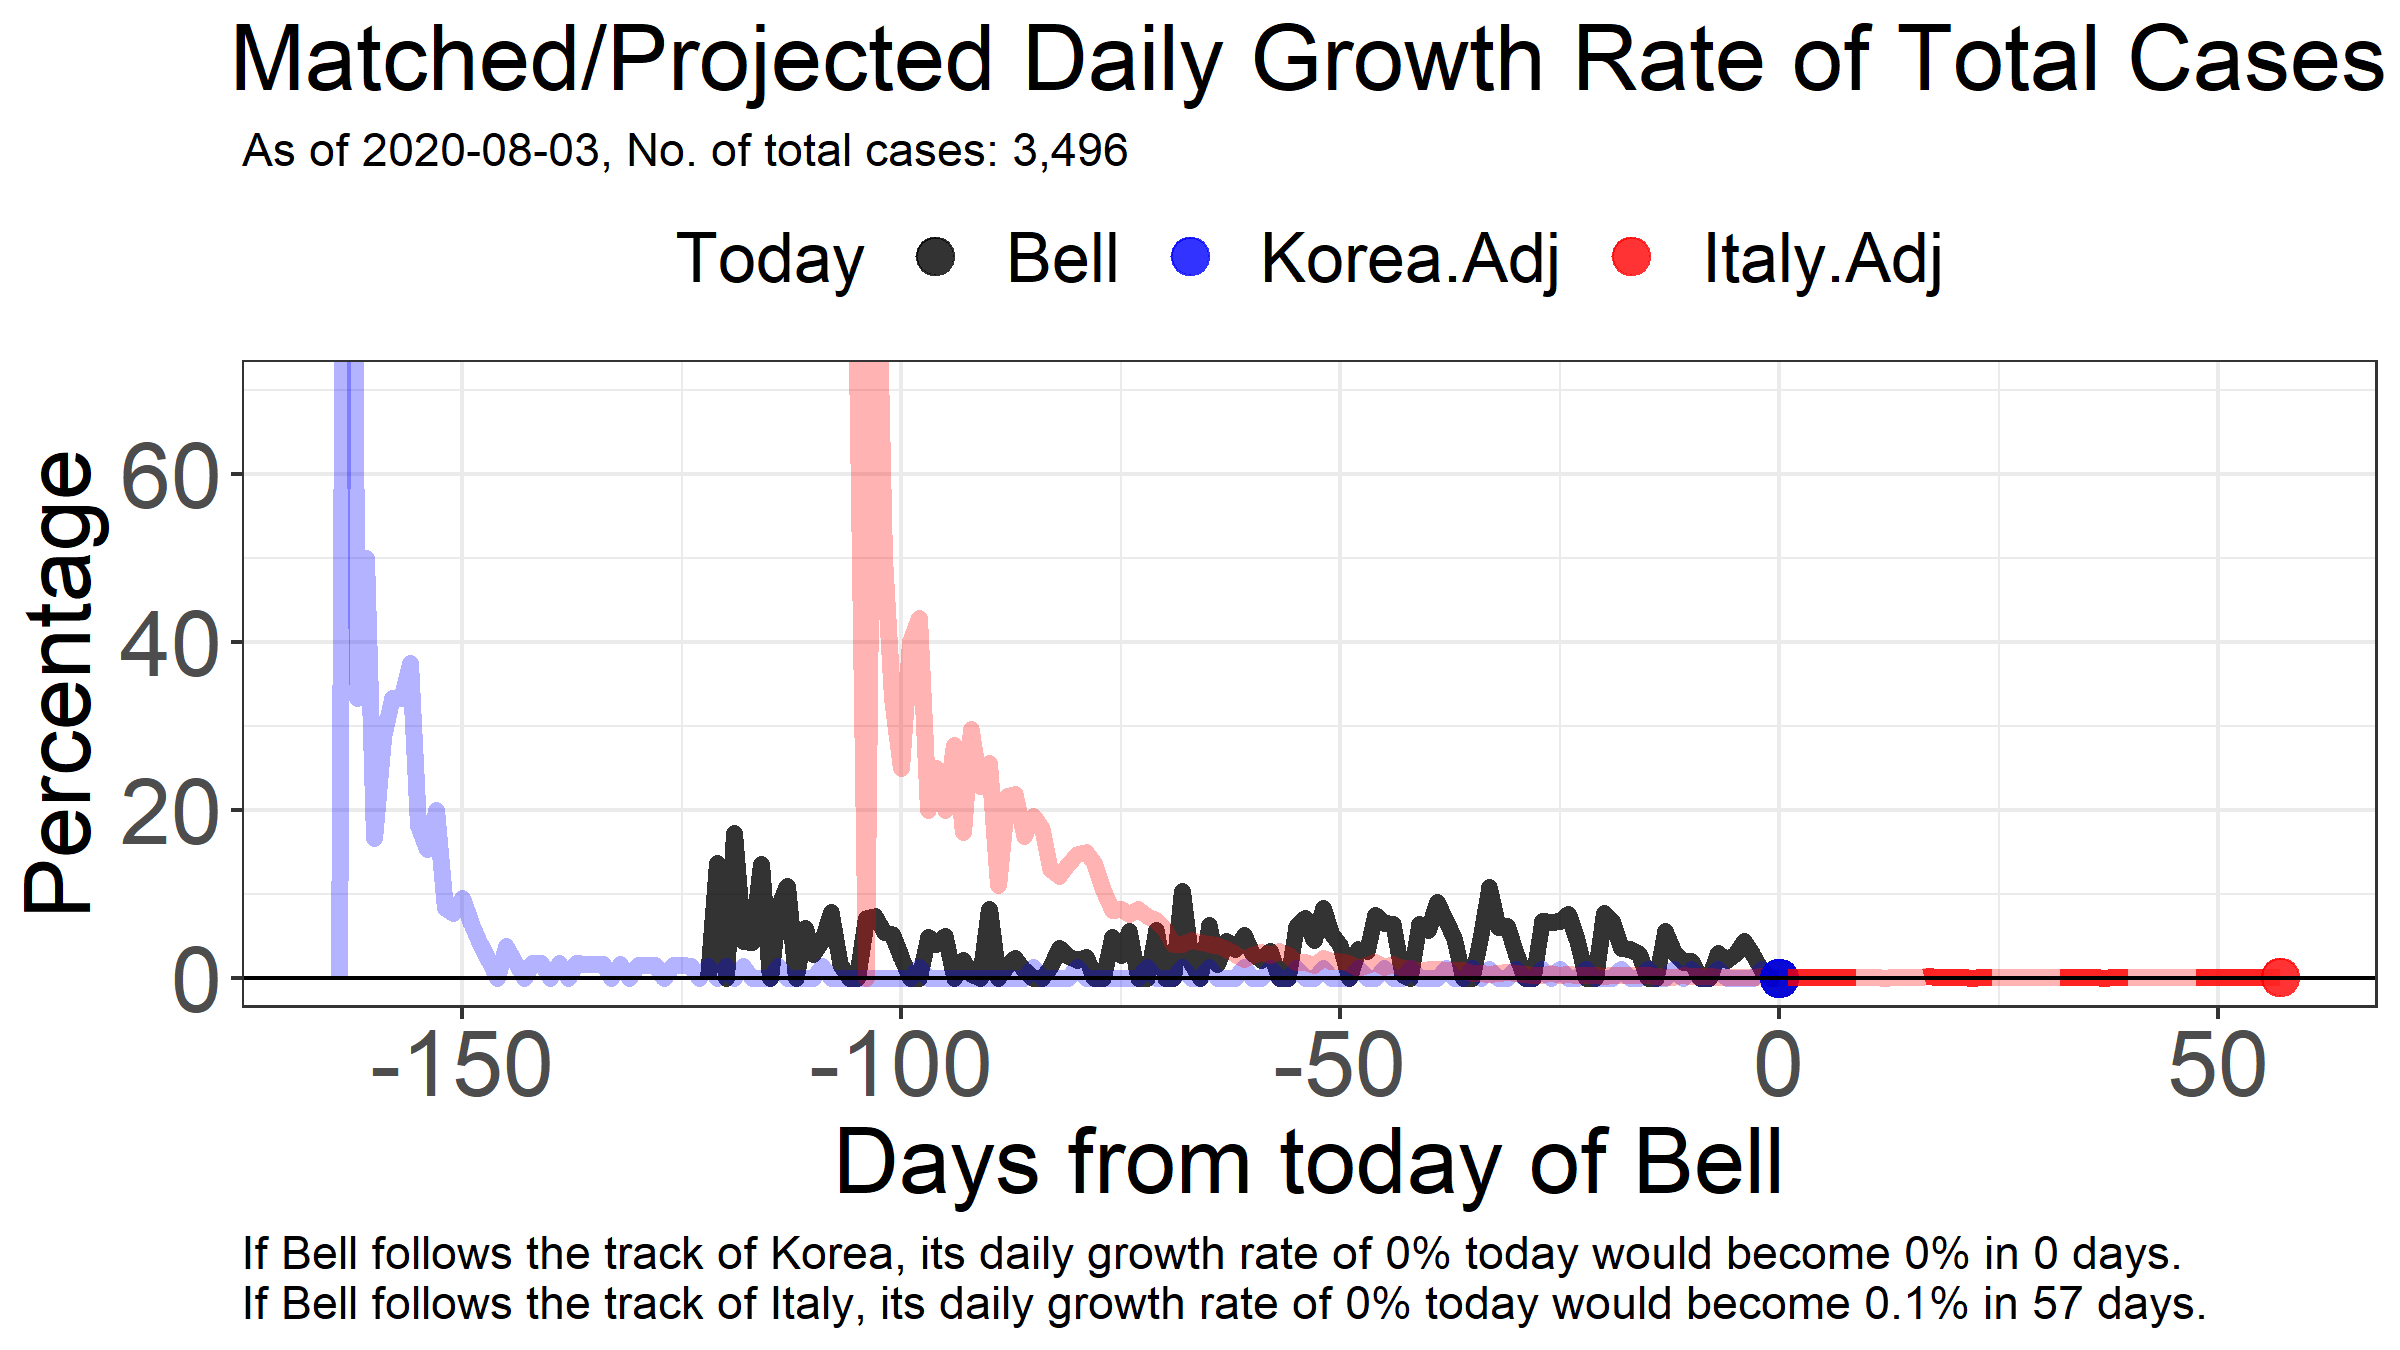 Matched/Projected Daily Growth Rate of Total Cases
As of 2020-08-03, No. of total cases: 3,496
Today Bell Korea.Adj Italy.Adj
Percentage
60
40
20
0
-150 -100 -50 0 50
Days from today of Bell
If Bell follows the track of Korea, its daily growth rate of 0% today would become 0% in 0 days.
If Bell follows the track of Italy, its daily growth rate of 0% today would become 0.1% in 57 days.